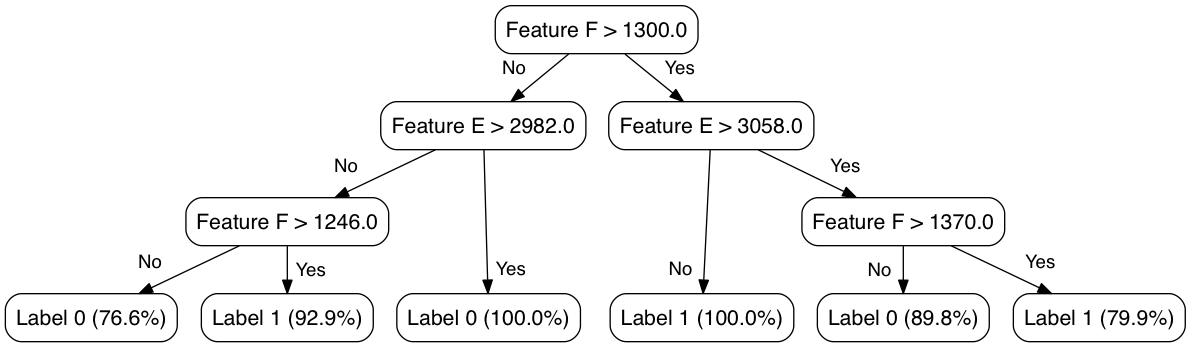 Feature F > 1300.0
No
Yes
Feature E > 2982.0
Feature E > 3058.0
No
Yes
Feature F > 1246.0
Feature F > 1370.0
No
Yes
Yes
No
No
Yes
Label 0 (76.6%)
Label 1 (92.9%)
Label 0 (100.0%)
Label 1 (100.0%)
Label 0 (89.8%)
Label 1 (79.9%)